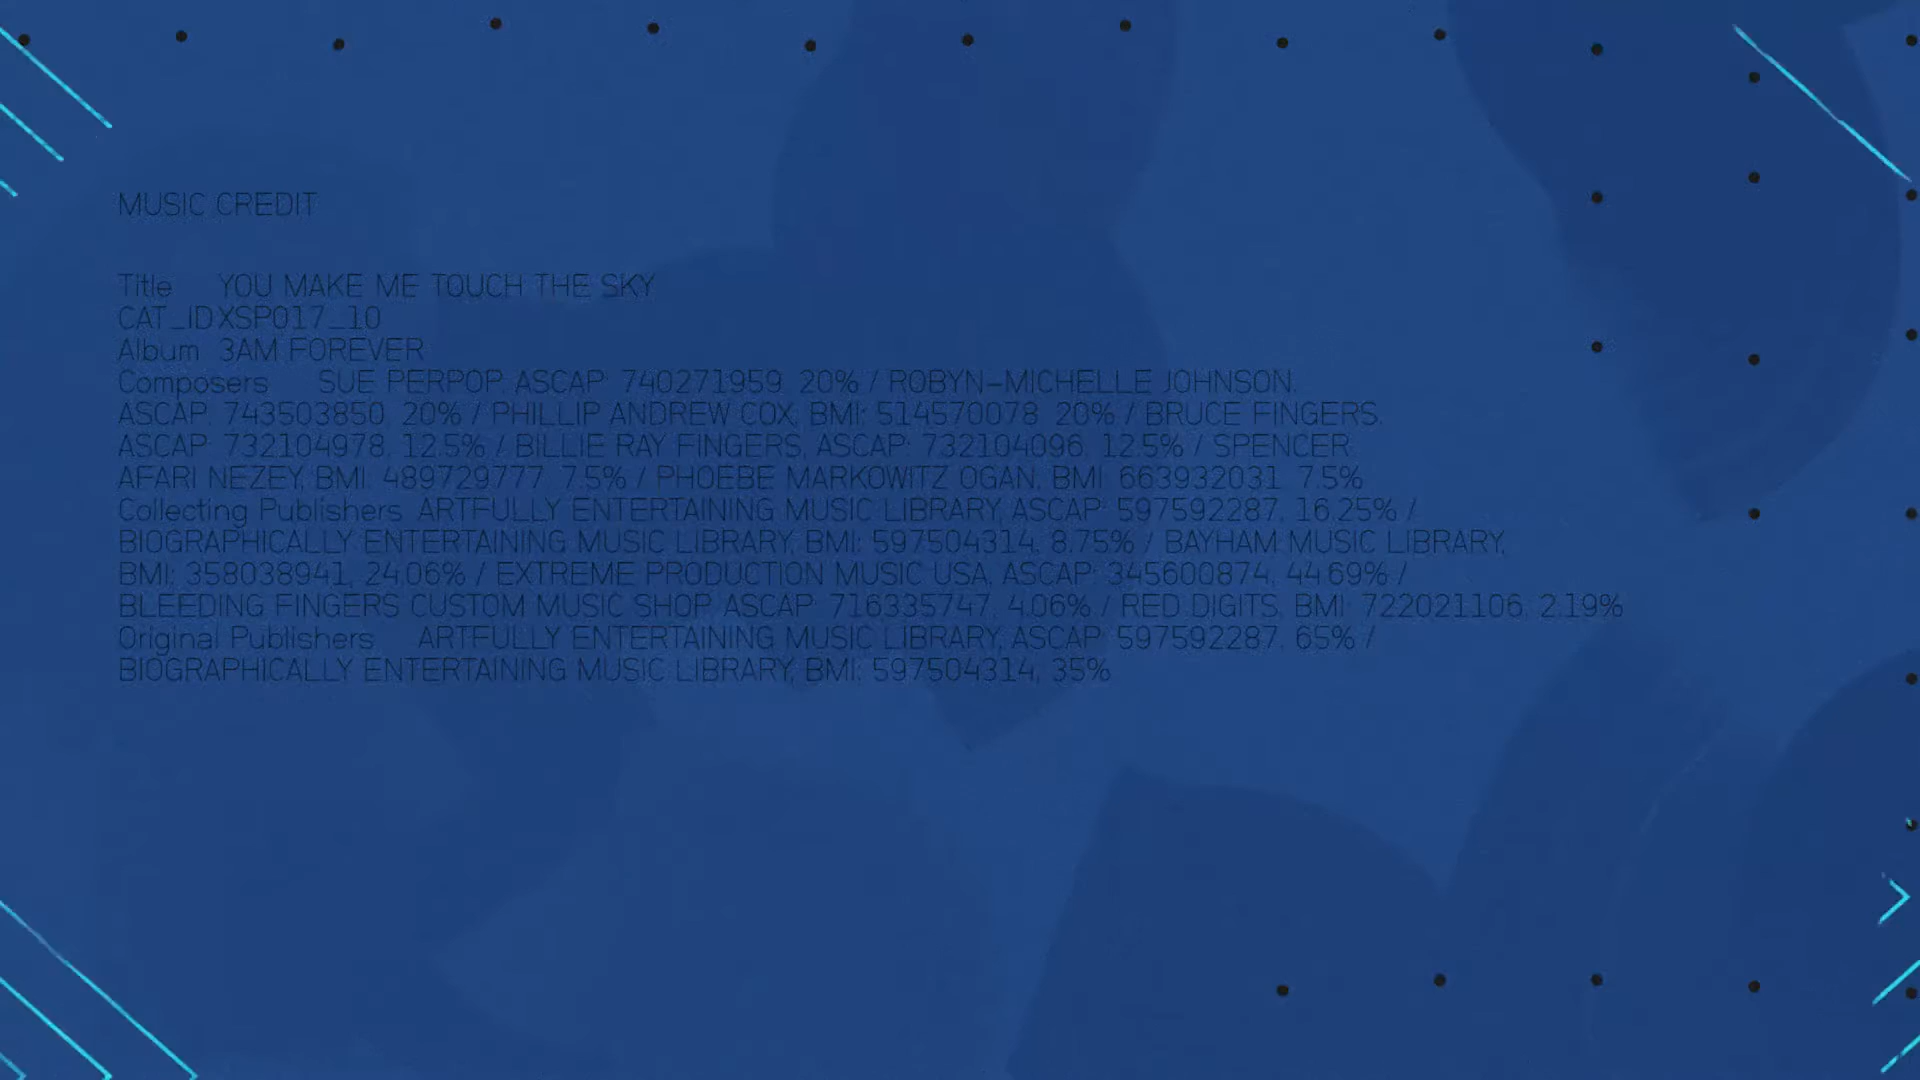 MUSIC CREDIT
Title YOU MAKE ME TOUCH THE SKY
CAT_ID XSP017_10
Album 3AM FOREVER
Composers SUE PERPOP, ASCAP: 740271959, 20% / ROBYN-MICHELLE JOHNSON,
ASCAP: 743503850, 20% / PHILLIP ANDREW COX, BMI: 514570078, 20% / BRUCE FINGERS,
ASCAP: 732104978, 12.5% / BILLIE RAY FINGERS, ASCAP: 732104096, 12.5% / SPENCER
AFARI NEZEY, BMI: 489729777, 7.5% / PHOEBE MARKOWITZ OGAN, BMI: 663932031, 7.5%
Collecting Publishers ARTFULLY ENTERTAINING MUSIC LIBRARY, ASCAP: 597592287, 16.25% /
BIOGRAPHICALLY ENTERTAINING MUSIC LIBRARY, BMI: 597504314, 8.75% / BAYHAM MUSIC LIBRARY,
BMI: 358038941, 24.06% / EXTREME PRODUCTION MUSIC USA, ASCAP: 345600874, 44.69% /
BLEEDING FINGERS CUSTOM MUSIC SHOP, ASCAP: 716335747, 4.06% / RED DIGITS, BMI: 722021106, 2.19%
Original Publishers ARTFULLY ENTERTAINING MUSIC LIBRARY, ASCAP: 597592287, 65% /
BIOGRAPHICALLY ENTERTAINING MUSIC LIBRARY, BMI: 597504314, 35%